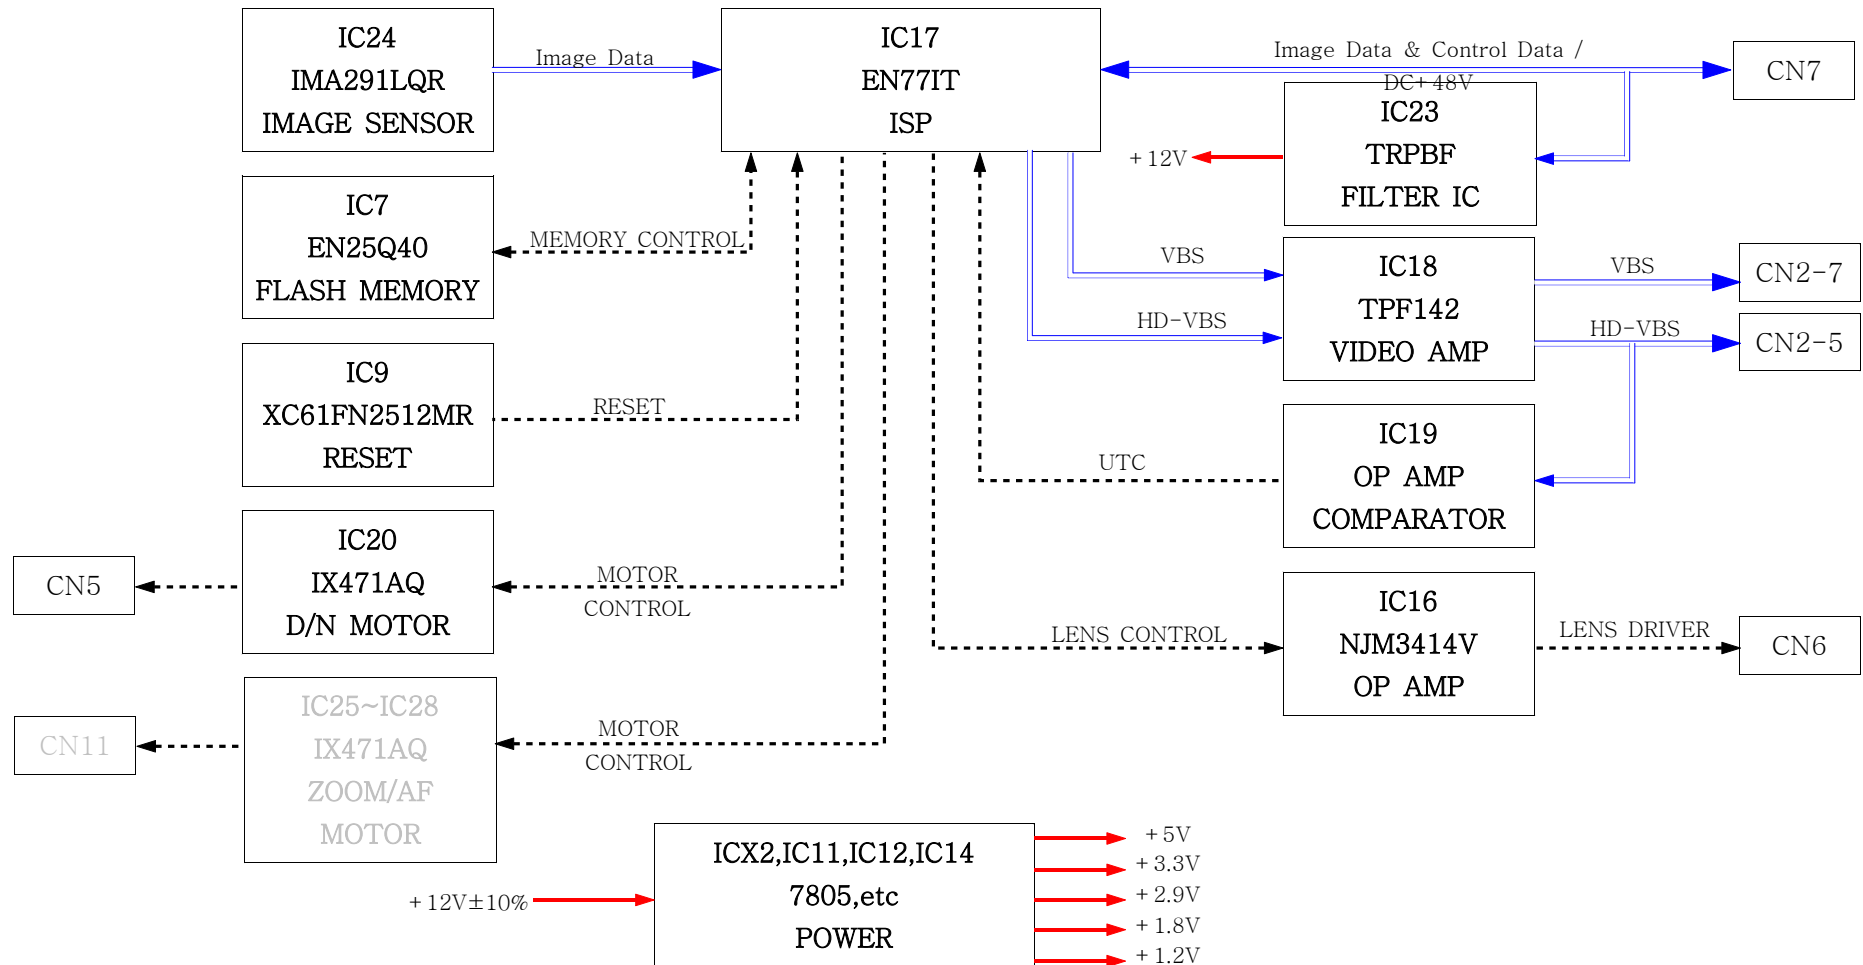 IC24
IMA291LQR
IMAGE SENSOR
Image Data
IC17
EN77IT
ISP
Image Data & Control Data /
DC+48V
CN7
IC23
TRPBF
FILTER IC
+12V
IC7
EN25Q40
FLASH MEMORY
MEMORY CONTROL
VBS
HD-VBS
IC18
TPF142
VIDEO AMP
VBS
CN2-7
HD-VBS
CN2-5
IC9
XC61FN2512MR
RESET
RESET
UTC
IC19
OP AMP
COMPARATOR
CN5
IC20
IX471AQ
D/N MOTOR
MOTOR
CONTROL
LENS CONTROL
IC16
NJM3414V
OP AMP
LENS DRIVER
CN6
CN11
IC25~IC28
IX471AQ
ZOOM/AF
MOTOR
MOTOR
CONTROL
+12V±10%
ICX2,IC11,IC12,IC14
7805,etc
POWER
+5V
+3.3V
+2.9V
+1.8V
+1.2V